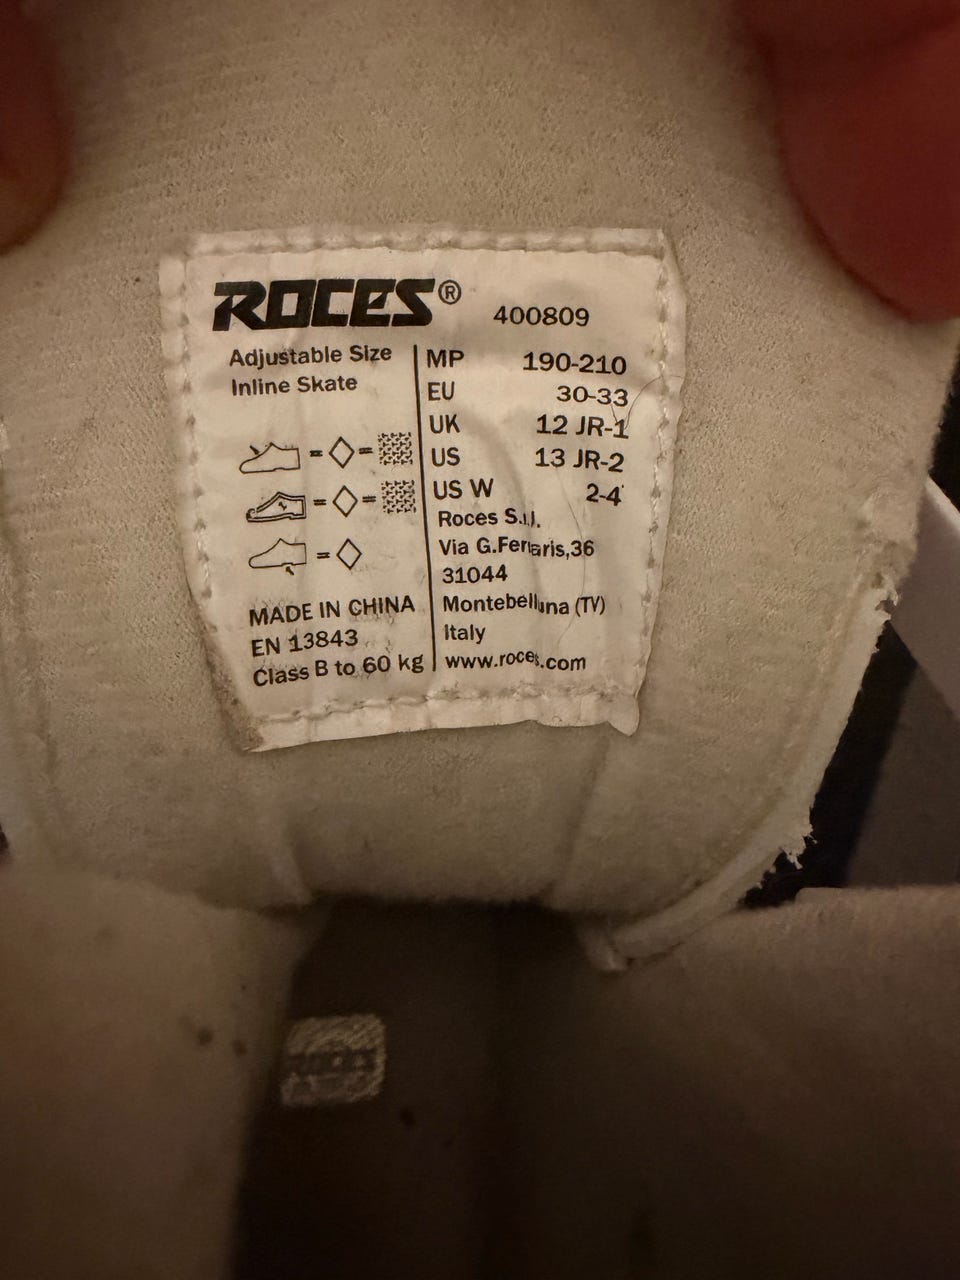 ROCES® 400809
Adjustable Size
Inline Skate
MP 190-210
EU 30-33
UK 12 JR-1
US 13 JR-2
US W 2-4
Roces S.r.l.
Via G.Ferraris,36
31044
Montebelluna (TV)
Italy
www.roces.com
MADE IN CHINA
EN 13843
Class B to 60 kg
ROCES